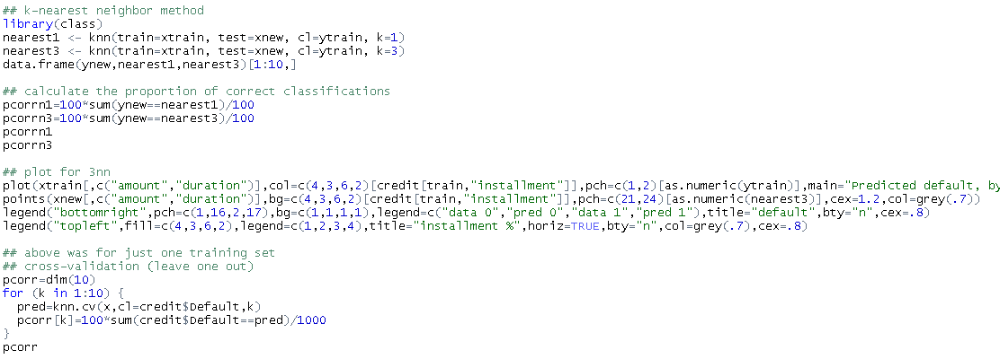 ## k-nearest neighbor method
library(class)
nearest1 <- knn(train=xtrain, test=xnew, cl=ytrain, k=1)
nearest3 <- knn(train=xtrain, test=xnew, cl=ytrain, k=3)
data.frame(ynew,nearest1,nearest3)[1:10,]
## calculate the proportion of correct classifications
pcorrn1=100*sum(ynew==nearest1)/100
pcorrn3=100*sum(ynew==nearest3)/100
pcorrn1
pcorrn3
## plot for 3nn
plot(xtrain[,c("amount","duration")],col=c(4,3,6,2)[credit[train,"installment"]],pch=c(1,2)[as.numeric(ytrain)],main="Predicted default, by
points(xnew[,c("amount","duration")],bg=c(4,3,6,2)[credit[train,"installment"]],pch=c(21,24)[as.numeric(nearest3)],cex=1.2,col=grey(.7))
legend("bottomright",pch=c(1,16,2,17),bg=c(1,1,1,1),legend=c("data 0","pred 0","data 1","pred 1"),title="default",bty="n",cex=.8)
legend("topleft",fill=c(4,3,6,2),legend=c(1,2,3,4),title="installment %",horiz=TRUE,bty="n",col=grey(.7),cex=.8)
## above was for just one training set
## cross-validation (leave one out)
pcorr=dim(10)
for (k in 1:10) {
  pred=knn.cv(x,cl=credit$Default,k)
  pcorr[k]=100*sum(credit$Default==pred)/1000
}
pcorr